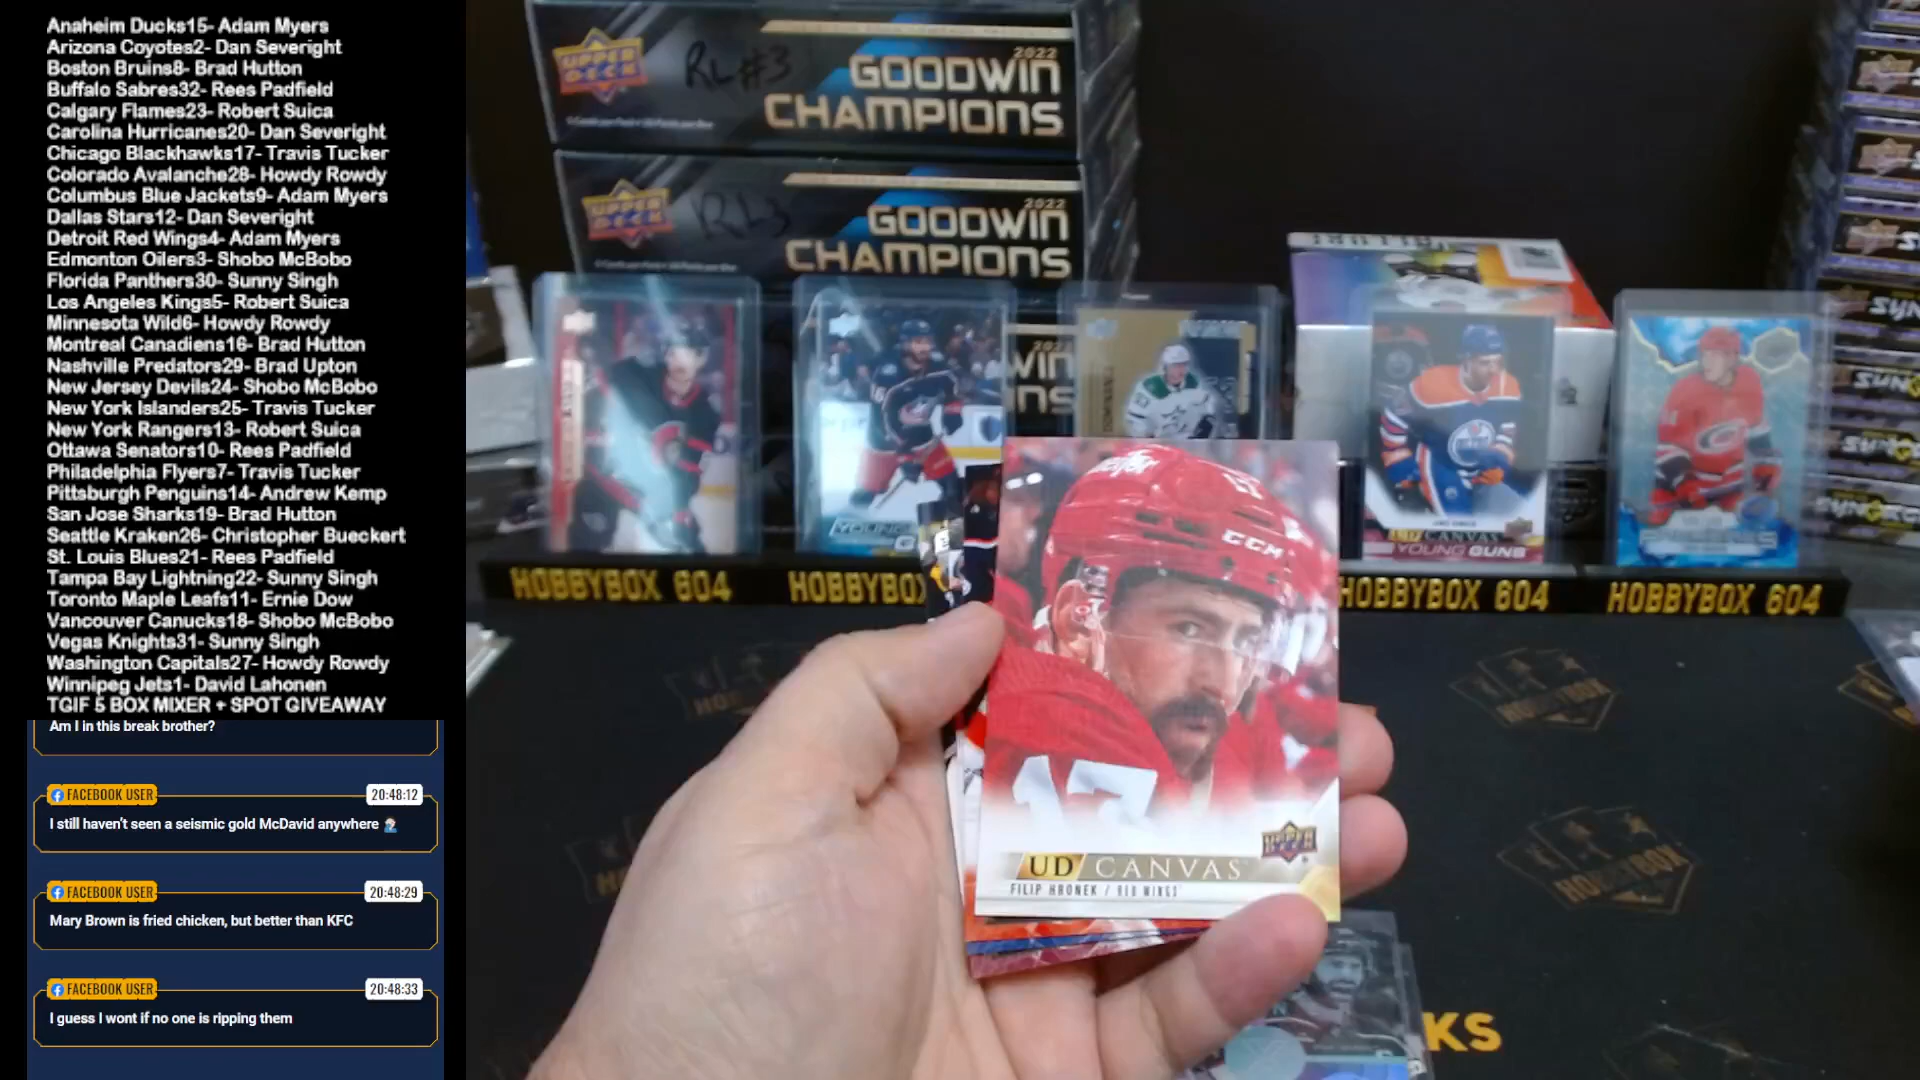 Anaheim Ducks15- Adam Myers
Arizona Coyotes2- Dan Severight
Boston Bruins8- Brad Hutton
Buffalo Sabres32- Rees Padfield
Calgary Flames23- Robert Suica
Carolina Hurricanes20- Dan Severight
Chicago Blackhawks17- Travis Tucker
Colorado Avalanche28- Howdy Rowdy
Columbus Blue Jackets9- Adam Myers
Dallas Stars12- Dan Severight
Detroit Red Wings4- Adam Myers
Edmonton Oilers3- Shobo McBobo
Florida Panthers30- Sunny Singh
Los Angeles Kings5- Robert Suica
Minnesota Wild6- Howdy Rowdy
Montreal Canadiens16- Brad Hutton
Nashville Predators29- Brad Upton
New Jersey Devils24- Shobo McBobo
New York Islanders25- Travis Tucker
New York Rangers13- Robert Suica
Ottawa Senators10- Rees Padfield
Philadelphia Flyers7- Travis Tucker
Pittsburgh Penguins14- Andrew Kemp
San Jose Sharks19- Brad Hutton
Seattle Kraken26- Christopher Bueckert
St. Louis Blues21- Rees Padfield
Tampa Bay Lightning22- Sunny Singh
Toronto Maple Leafs11- Ernie Dow
Vancouver Canucks18- Shobo McBobo
Vegas Knights31- Sunny Singh
Washington Capitals27- Howdy Rowdy
Winnipeg Jets1- David Lahonen
TGIF 5 BOX MIXER + SPOT GIVEAWAY
Am I in this break brother?
FACEBOOK USER 20:48:12
I still haven't seen a seismic gold McDavid anywhere
FACEBOOK USER 20:48:29
Mary Brown is fried chicken, but better than KFC
FACEBOOK USER 20:48:33
I guess I wont if no one is ripping them
UPPER DECK
RL #3
2022
GOODWIN
CHAMPIONS
UPPER DECK
RL3
2022
GOODWIN
CHAMPIONS
UD CANVAS
YOUNG GUNS
HOBBYBOX 604
HOBBYBOX
HOBBYBOX 604
HOBBYBOX 604
CCM
17
UPPER DECK
UD CANVAS
FILIP HRONEK / RED WINGS
KS